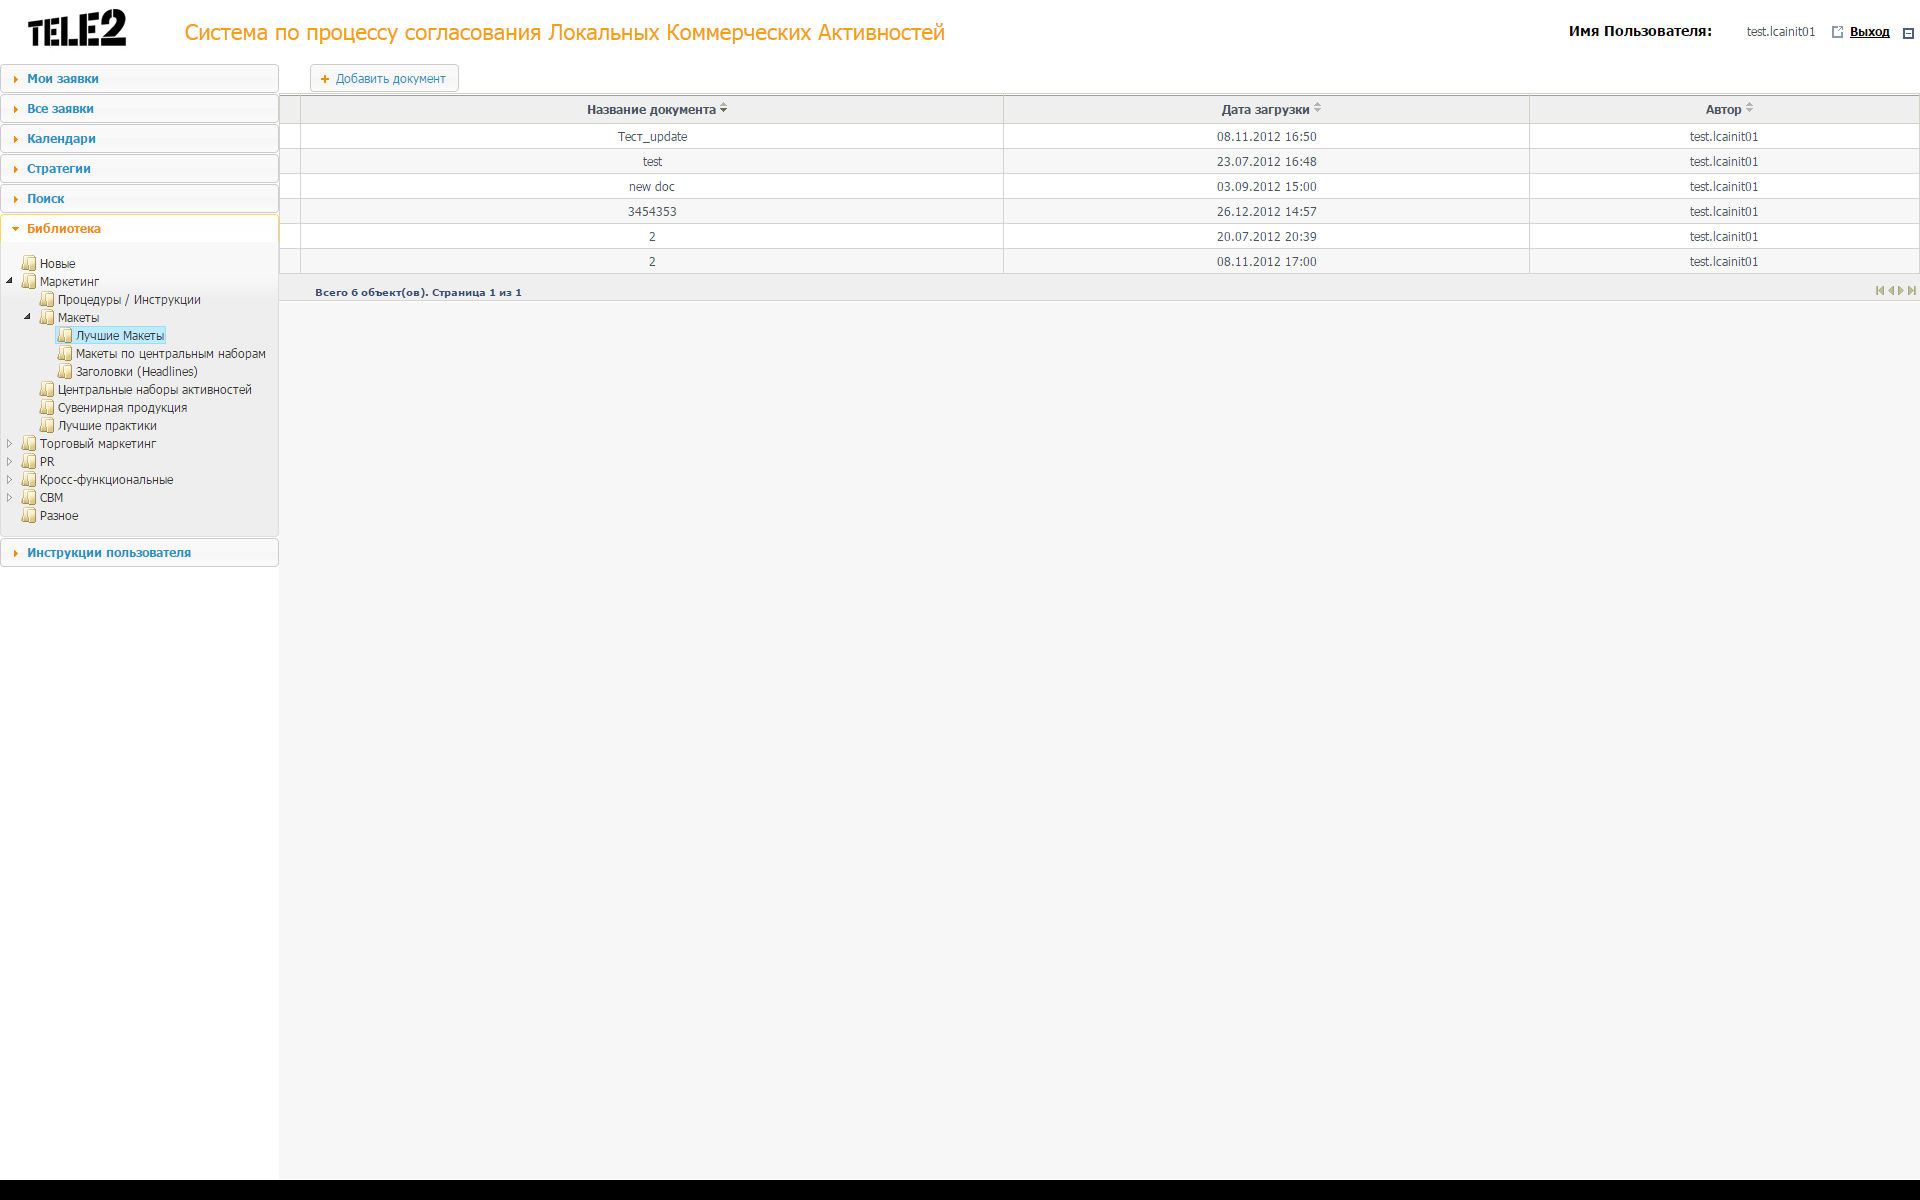 TELE2
Система по процессу согласования Локальных Коммерческих Активностей
Имя Пользователя: test.lcainit01 Выход
Мои заявки
Все заявки
Календари
Стратегии
Поиск
Библиотека
Новые
Маркетинг
Процедуры / Инструкции
Макеты
Лучшие Макеты
Макеты по центральным наборам
Заголовки (Headlines)
Центральные наборы активностей
Сувенирная продукция
Лучшие практики
Торговый маркетинг
PR
Кросс-функциональные
CBM
Разное
Инструкции пользователя
Добавить документ
Название документа Дата загрузки Автор
Тест_update 08.11.2012 16:50 test.lcainit01
test 23.07.2012 16:48 test.lcainit01
new doc 03.09.2012 15:00 test.lcainit01
3454353 26.12.2012 14:57 test.lcainit01
2 20.07.2012 20:39 test.lcainit01
2 08.11.2012 17:00 test.lcainit01
Всего 6 объект(ов). Страница 1 из 1